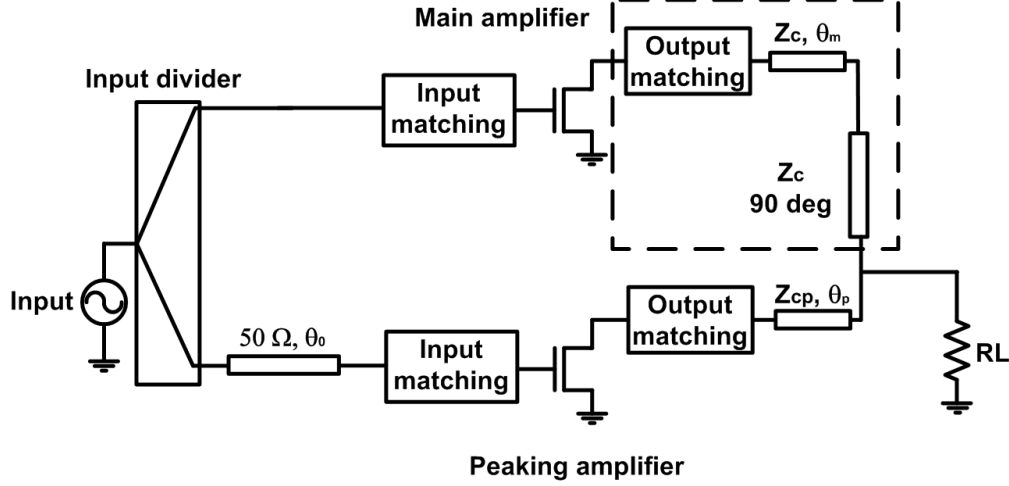 Main amplifier
Input divider
Input
matching
Output
matching
Zc, θm
Zc
90 deg
Input
50 Ω, θ0
Input
matching
Output
matching
Zcp, θp
RL
Peaking amplifier